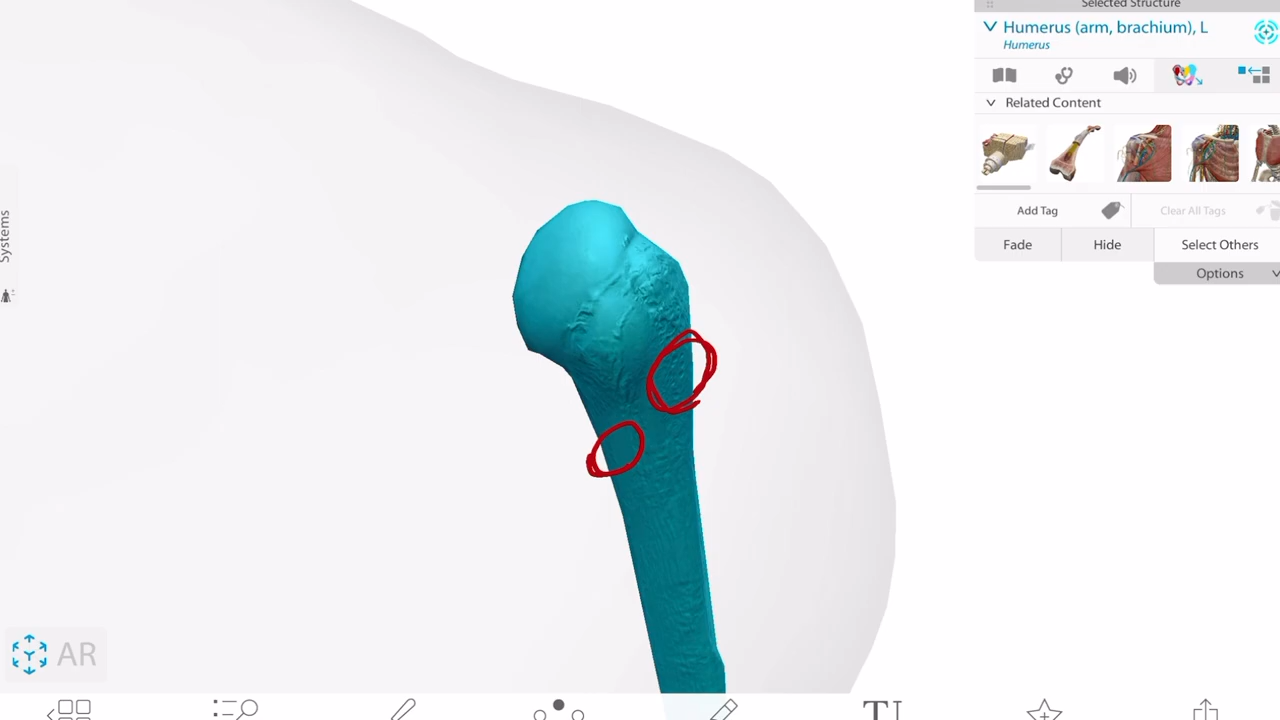 Selected Structure
Humerus (arm, brachium), L
Humerus
Related Content
Add Tag
Clear All Tags
Fade
Hide
Select Others
Options
Systems
AR
TI